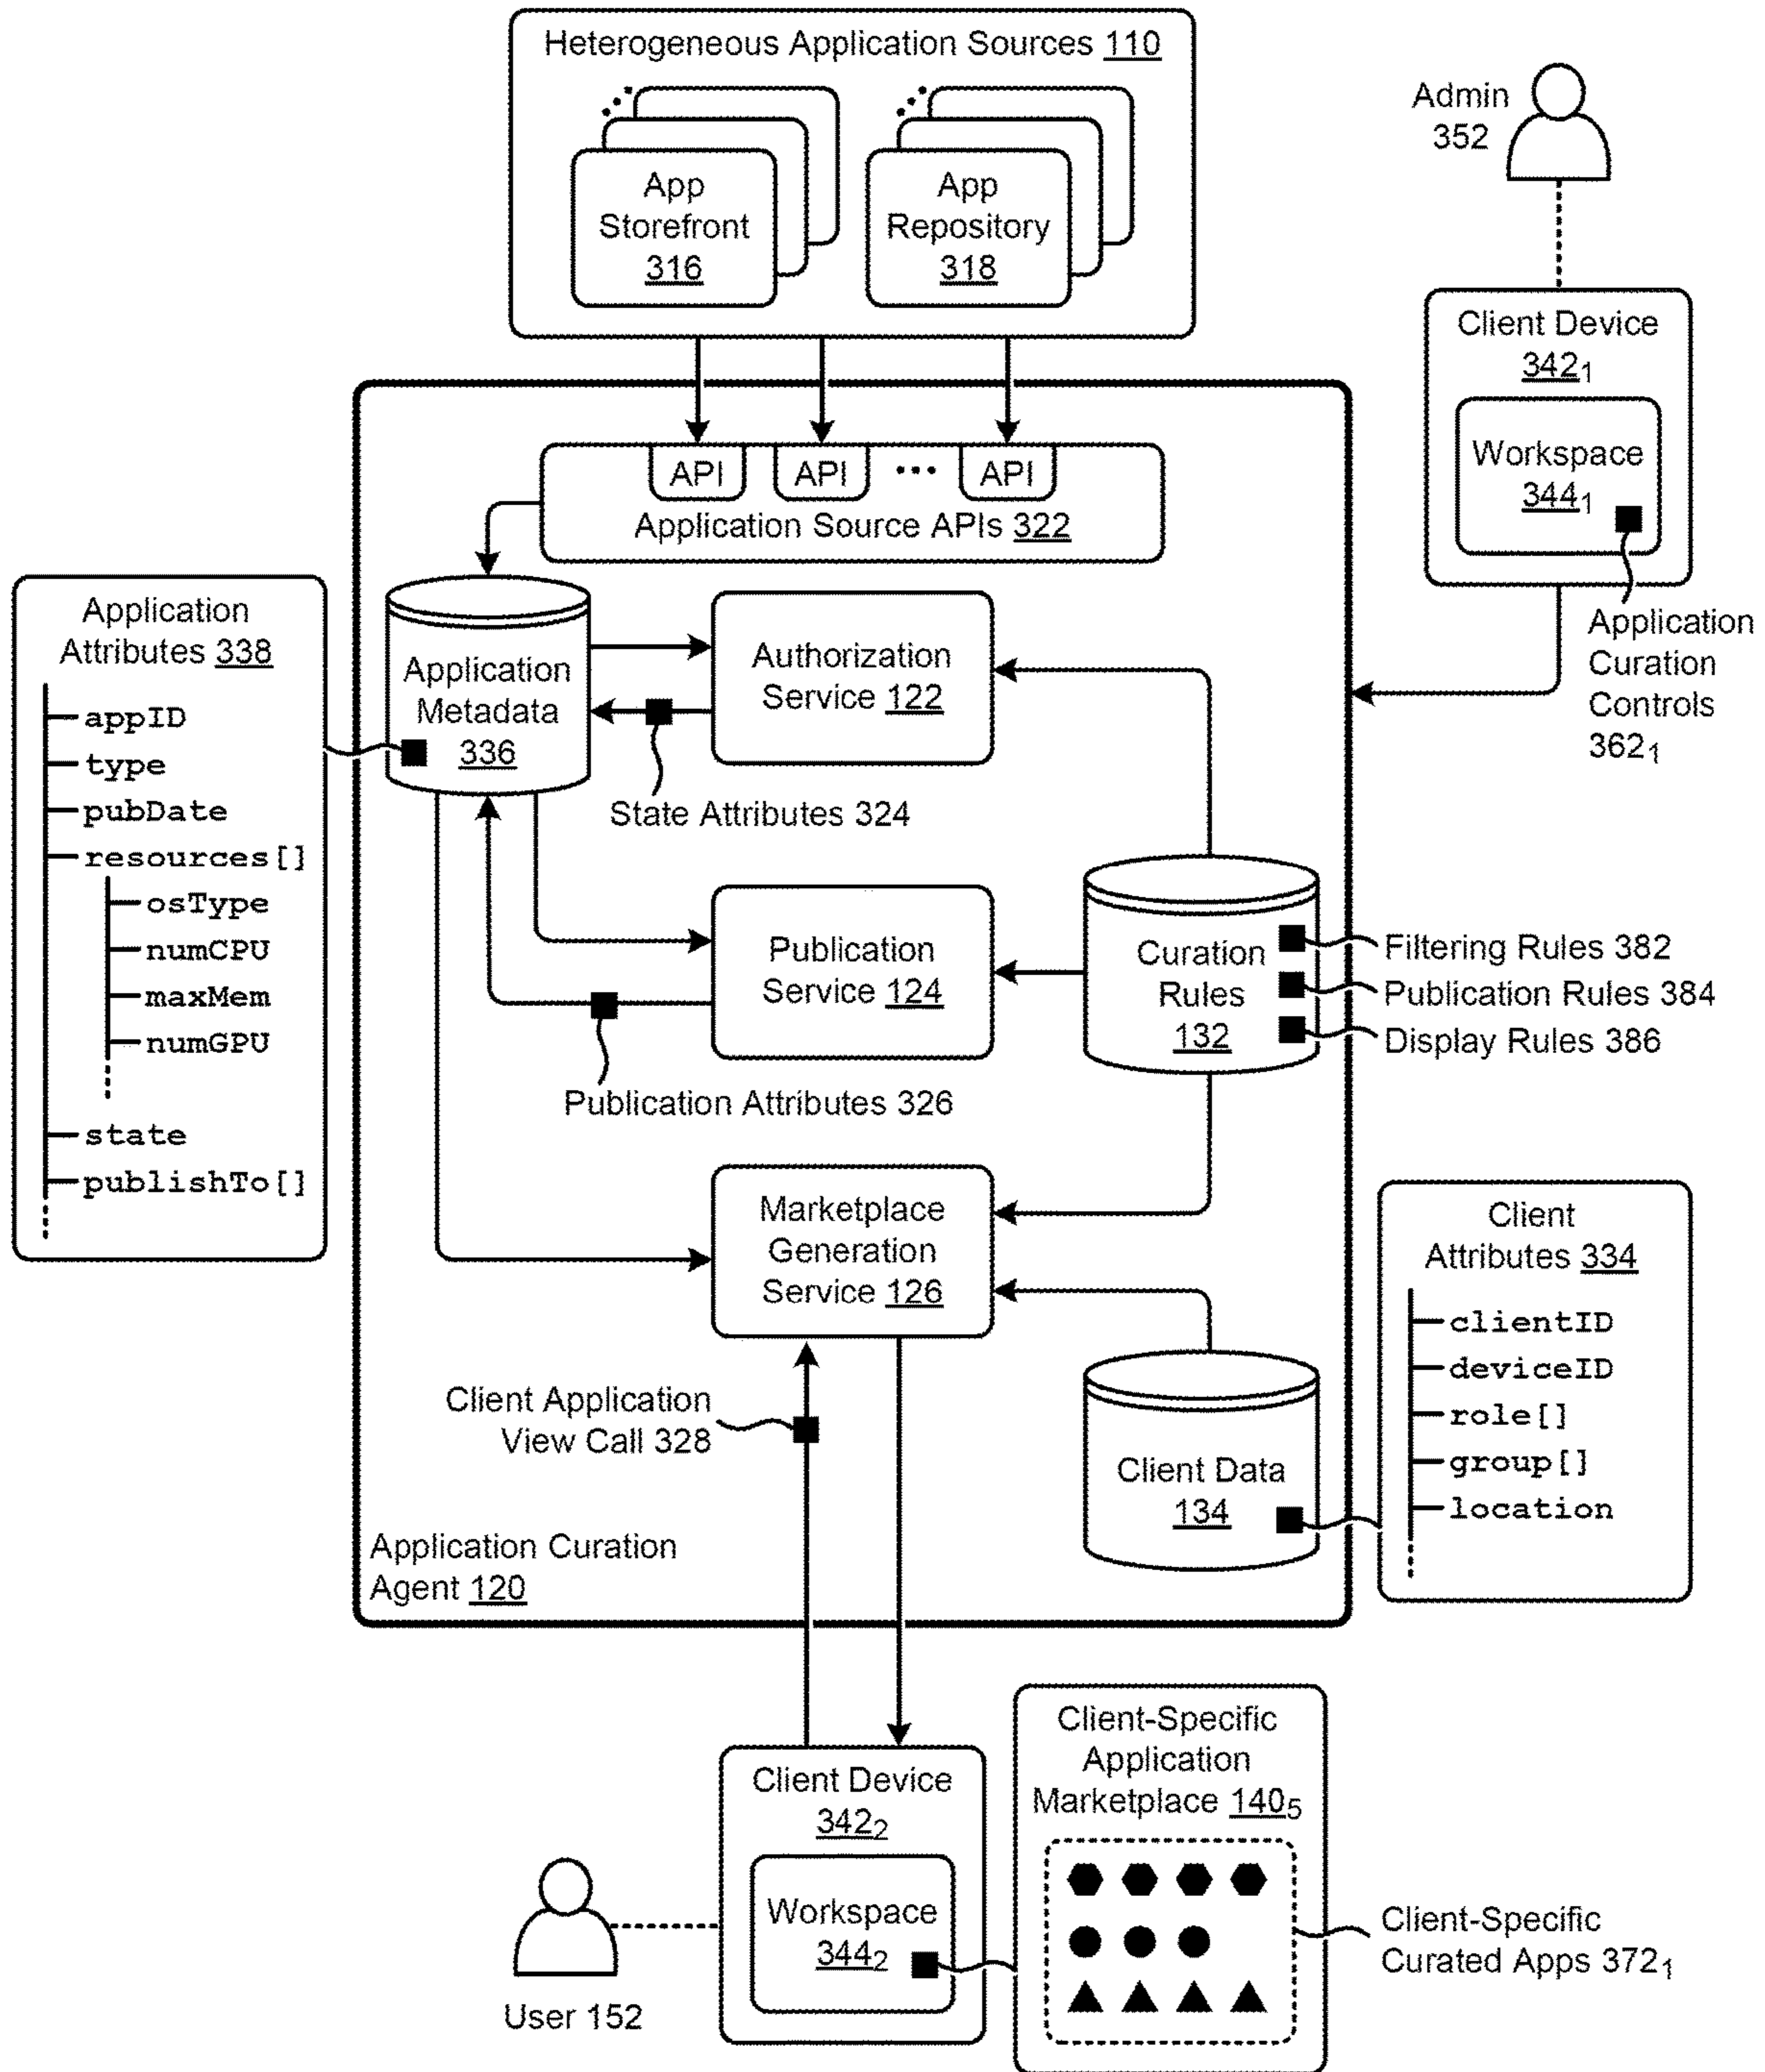 Heterogeneous Application Sources 110
App
Storefront
316
App
Repository
318
Admin
352
Client Device
342₁
Workspace
344₁
Application
Curation
Controls
362₁
API
API
API
Application Source APIs 322
Application
Attributes 338
appID
type
pubDate
resources[]
osType
numCPU
maxMem
numGPU
state
publishTo[]
Application
Metadata
336
Authorization
Service 122
State Attributes 324
Publication
Service 124
Publication Attributes 326
Curation
Rules
132
Filtering Rules 382
Publication Rules 384
Display Rules 386
Marketplace
Generation
Service 126
Client
Attributes 334
clientID
deviceID
role[]
group[]
location
Client Application
View Call 328
Client Data
134
Application Curation
Agent 120
Client Device
342₂
Workspace
344₂
User 152
Client-Specific
Application
Marketplace 140₅
Client-Specific
Curated Apps 372₁